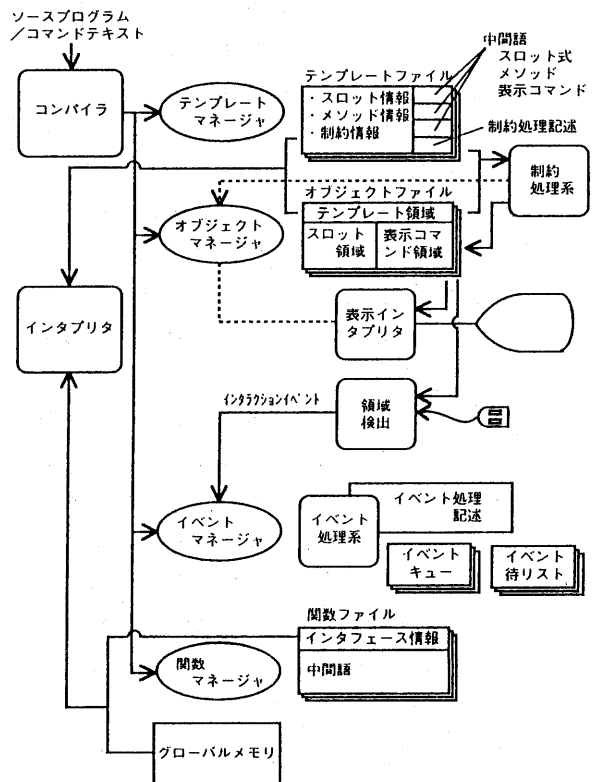 ソースプログラム
／コマンドテキスト
コンパイラ
テンプレート
マネージャ
テンプレートファイル
・スロット情報
・メソッド情報
・制約情報
中間語
スロット式
メソッド
表示コマンド
制約処理記述
制約
処理系
オブジェクト
マネージャ
オブジェクトファイル
テンプレート領域
スロット
領域
表示コマ
ンド領域
インタプリタ
表示イン
タプリタ
インタラクションイベント
領域
検出
イベント
マネージャ
イベント
処理系
イベント処理
記述
イベント
キュー
イベント
待リスト
関数ファイル
インタフェース情報
中間語
関数
マネージャ
グローバルメモリ